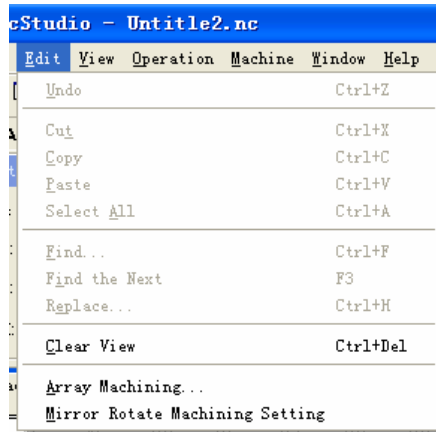 cStudio - Untitle2.nc
Edit View Operation Machine Window Help
Undo Ctrl+Z
Cut Ctrl+X
Copy Ctrl+C
Paste Ctrl+V
Select All Ctrl+A
Find... Ctrl+F
Find the Next F3
Replace... Ctrl+H
Clear View Ctrl+Del
Array Machining...
Mirror Rotate Machining Setting